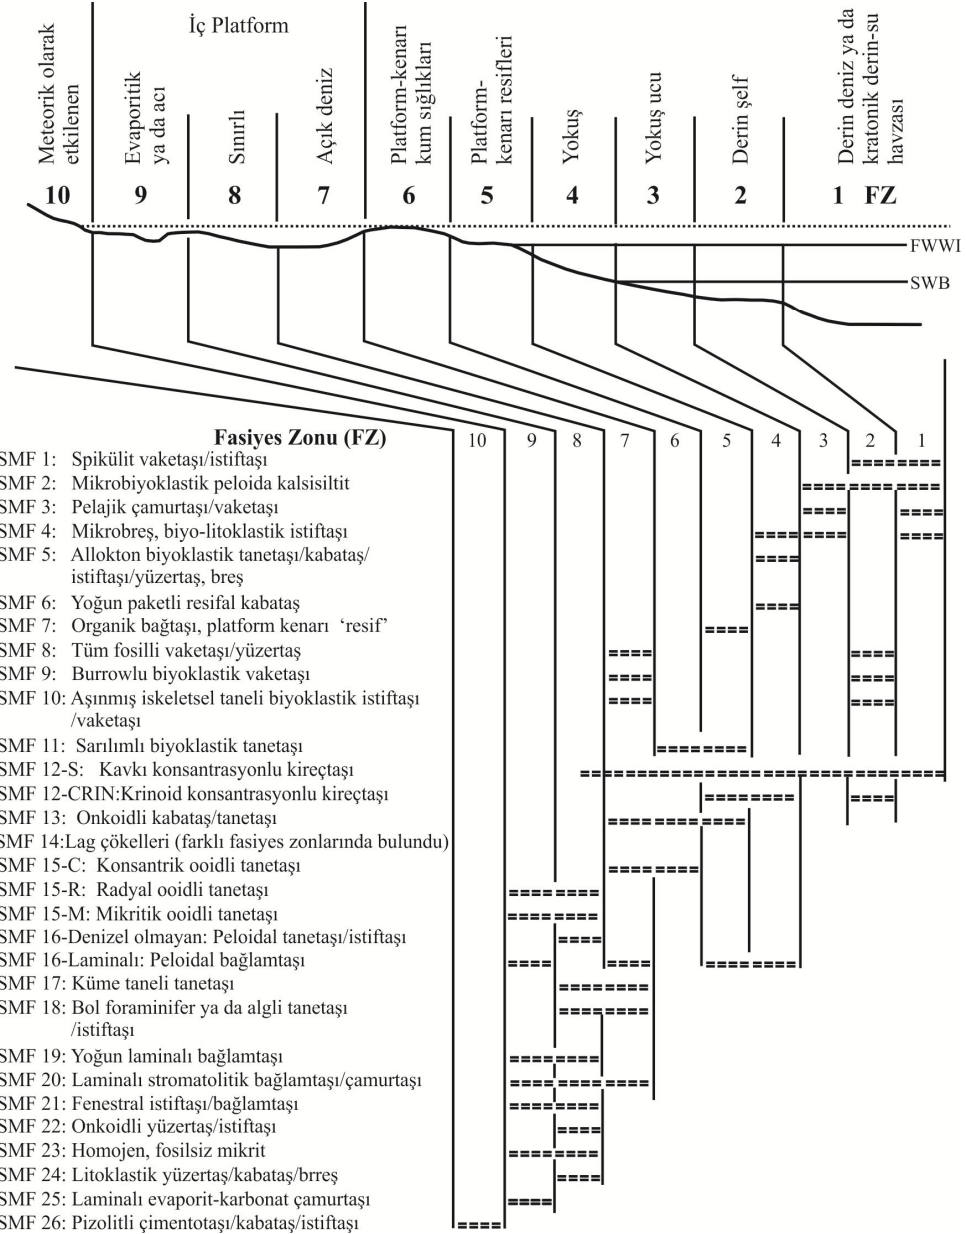 İç Platform
Meteorik olarak
etkilenen
Evaporitik
ya da acı
Sınırlı
Açık deniz
Platform-kenarı
kum sığlıkları
Platform-
kenarı resifleri
Yokuş
Yokuş ucu
Derin şelf
Derin deniz ya da
kratonik derin-su
havzası
10 9 8 7 6 5 4 3 2 1 FZ
FWWI
SWB
Fasiyes Zonu (FZ) 10 9 8 7 6 5 4 3 2 1
SMF 1: Spikülit vaketaşı/istiftaşı
SMF 2: Mikrobiyoklastik peloida kalsisiltit
SMF 3: Pelajik çamurtaşı/vaketaşı
SMF 4: Mikrobreş, biyo-litoklastik istiftaşı
SMF 5: Allokton biyoklastik tanetaşı/kabataş/
istiftaşı/yüzertaş, breş
SMF 6: Yoğun paketli resifal kabataş
SMF 7: Organik bağtaşı, platform kenarı ‘resif’
SMF 8: Tüm fosilli vaketaşı/yüzertaş
SMF 9: Burrowlu biyoklastik vaketaşı
SMF 10: Aşınmış iskeletsel taneli biyoklastik istiftaşı
/vaketaşı
SMF 11: Sarılımlı biyoklastik tanetaşı
SMF 12-S: Kavkı konsantrasyonlu kireçtaşı
SMF 12-CRIN:Krinoid konsantrasyonlu kireçtaşı
SMF 13: Onkoidli kabataş/tanetaşı
SMF 14:Lag çökelleri (farklı fasiyes zonlarında bulundu)
SMF 15-C: Konsantrik ooidli tanetaşı
SMF 15-R: Radyal ooidli tanetaşı
SMF 15-M: Mikritik ooidli tanetaşı
SMF 16-Denizel olmayan: Peloidal tanetaşı/istiftaşı
SMF 16-Laminalı: Peloidal bağlamtaşı
SMF 17: Küme taneli tanetaşı
SMF 18: Bol foraminifer ya da algli tanetaşı
/istiftaşı
SMF 19: Yoğun laminalı bağlamtaşı
SMF 20: Laminalı stromatolitik bağlamtaşı/çamurtaşı
SMF 21: Fenestral istiftaşı/bağlamtaşı
SMF 22: Onkoidli yüzertaş/istiftaşı
SMF 23: Homojen, fosilsiz mikrit
SMF 24: Litoklastik yüzertaş/kabataş/brreş
SMF 25: Laminalı evaporit-karbonat çamurtaşı
SMF 26: Pizolitli çimentotaşı/kabataş/istiftaşı